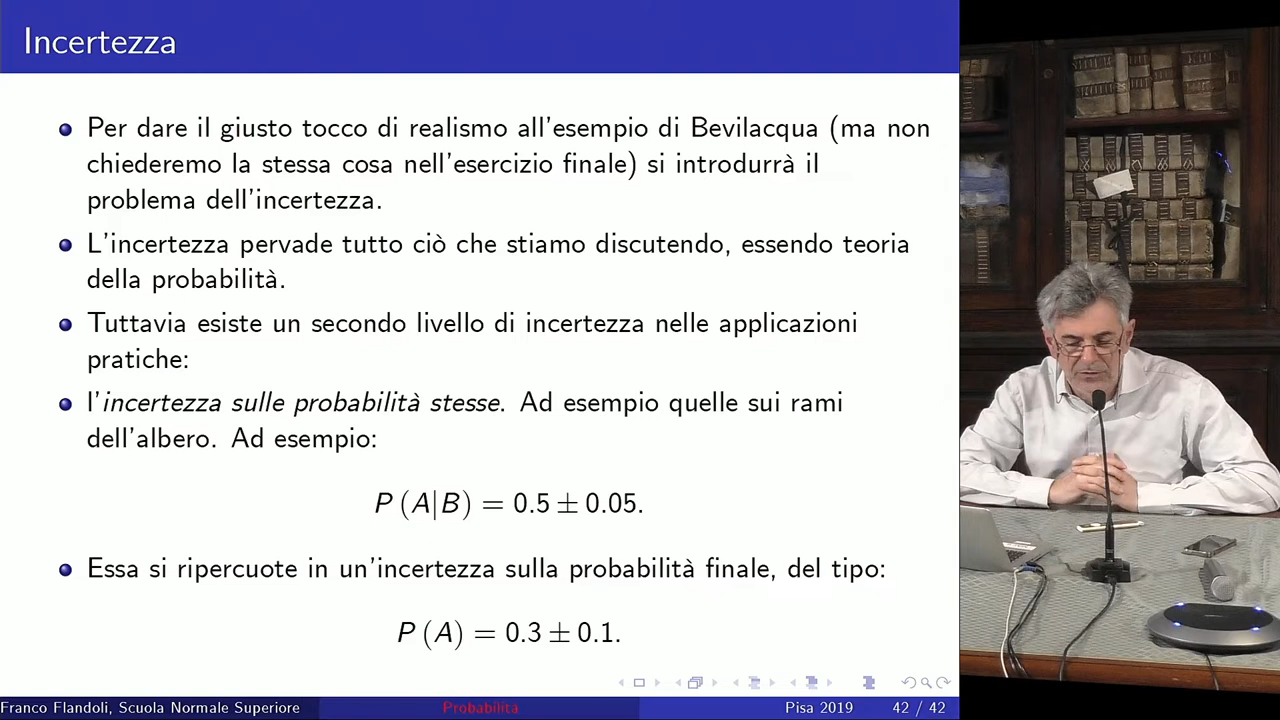 Incertezza
Per dare il giusto tocco di realismo all'esempio di Bevilacqua (ma non
chiederemo la stessa cosa nell'esercizio finale) si introdurrà il
problema dell'incertezza.
L'incertezza pervade tutto ciò che stiamo discutendo, essendo teoria
della probabilità.
Tuttavia esiste un secondo livello di incertezza nelle applicazioni
pratiche:
l'incertezza sulle probabilità stesse. Ad esempio quelle sui rami
dell'albero. Ad esempio:
P (A|B) = 0.5 ± 0.05.
Essa si ripercuote in un'incertezza sulla probabilità finale, del tipo:
P (A) = 0.3 ± 0.1.
Franco Flandoli, Scuola Normale Superiore Probabilita Pisa 2019 42 / 42